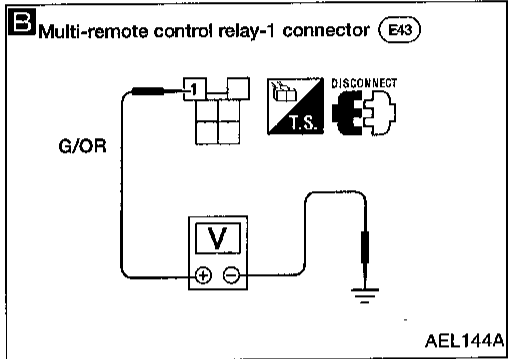 B Multi-remote control relay-1 connector E43
1
DISCONNECT
T.S.
G/OR
V
+ −
AEL144A